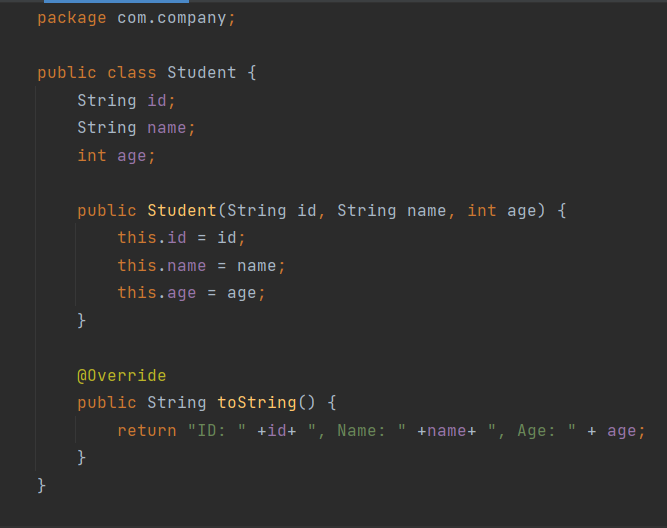 package com.company;
public class Student {
String id;
String name;
int age;
public Student(String id, String name, int age) {
this.id = id;
this.name = name;
this.age = age;
}
@Override
public String toString() {
return "ID: " +id+ ", Name: " +name+ ", Age: " + age;
}
}